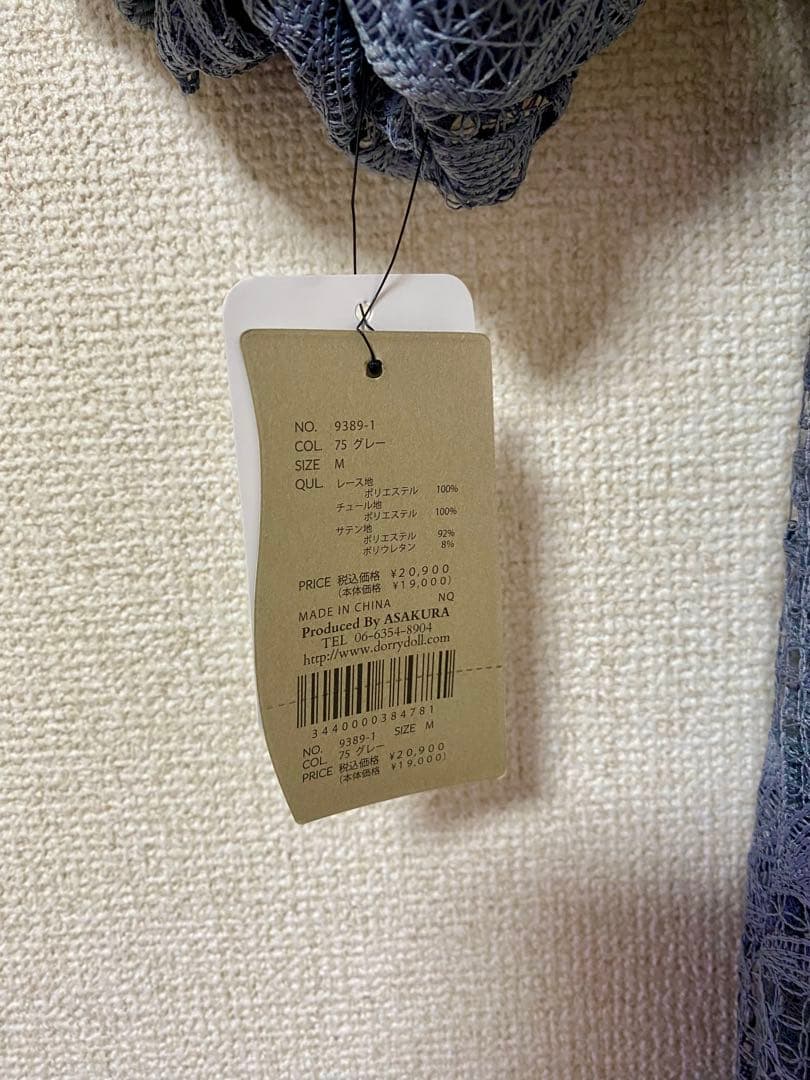 NO. 9389-1
COL. 75 グレー
SIZE M
QUL. レース地
ポリエステル 100%
チュール地
ポリエステル 100%
サテン地
ポリエステル 92%
ポリウレタン 8%
PRICE 税込価格 ¥20,900
(本体価格 ¥19,000)
MADE IN CHINA NQ
Produced By ASAKURA
TEL 06-6354-8904
http://www.dorrydoll.com
3440000384781
NO. 9389-1 SIZE M
COL. 75 グレー
PRICE 税込価格 ¥20,900
(本体価格 ¥19,000)